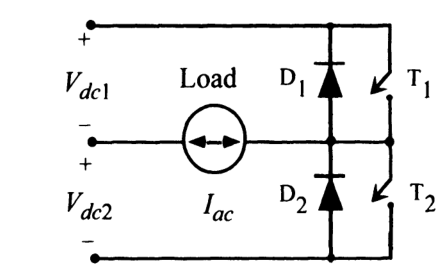 +
V_dc1
Load
D_1
T_1
−
+
V_dc2
I_ac
D_2
T_2
−